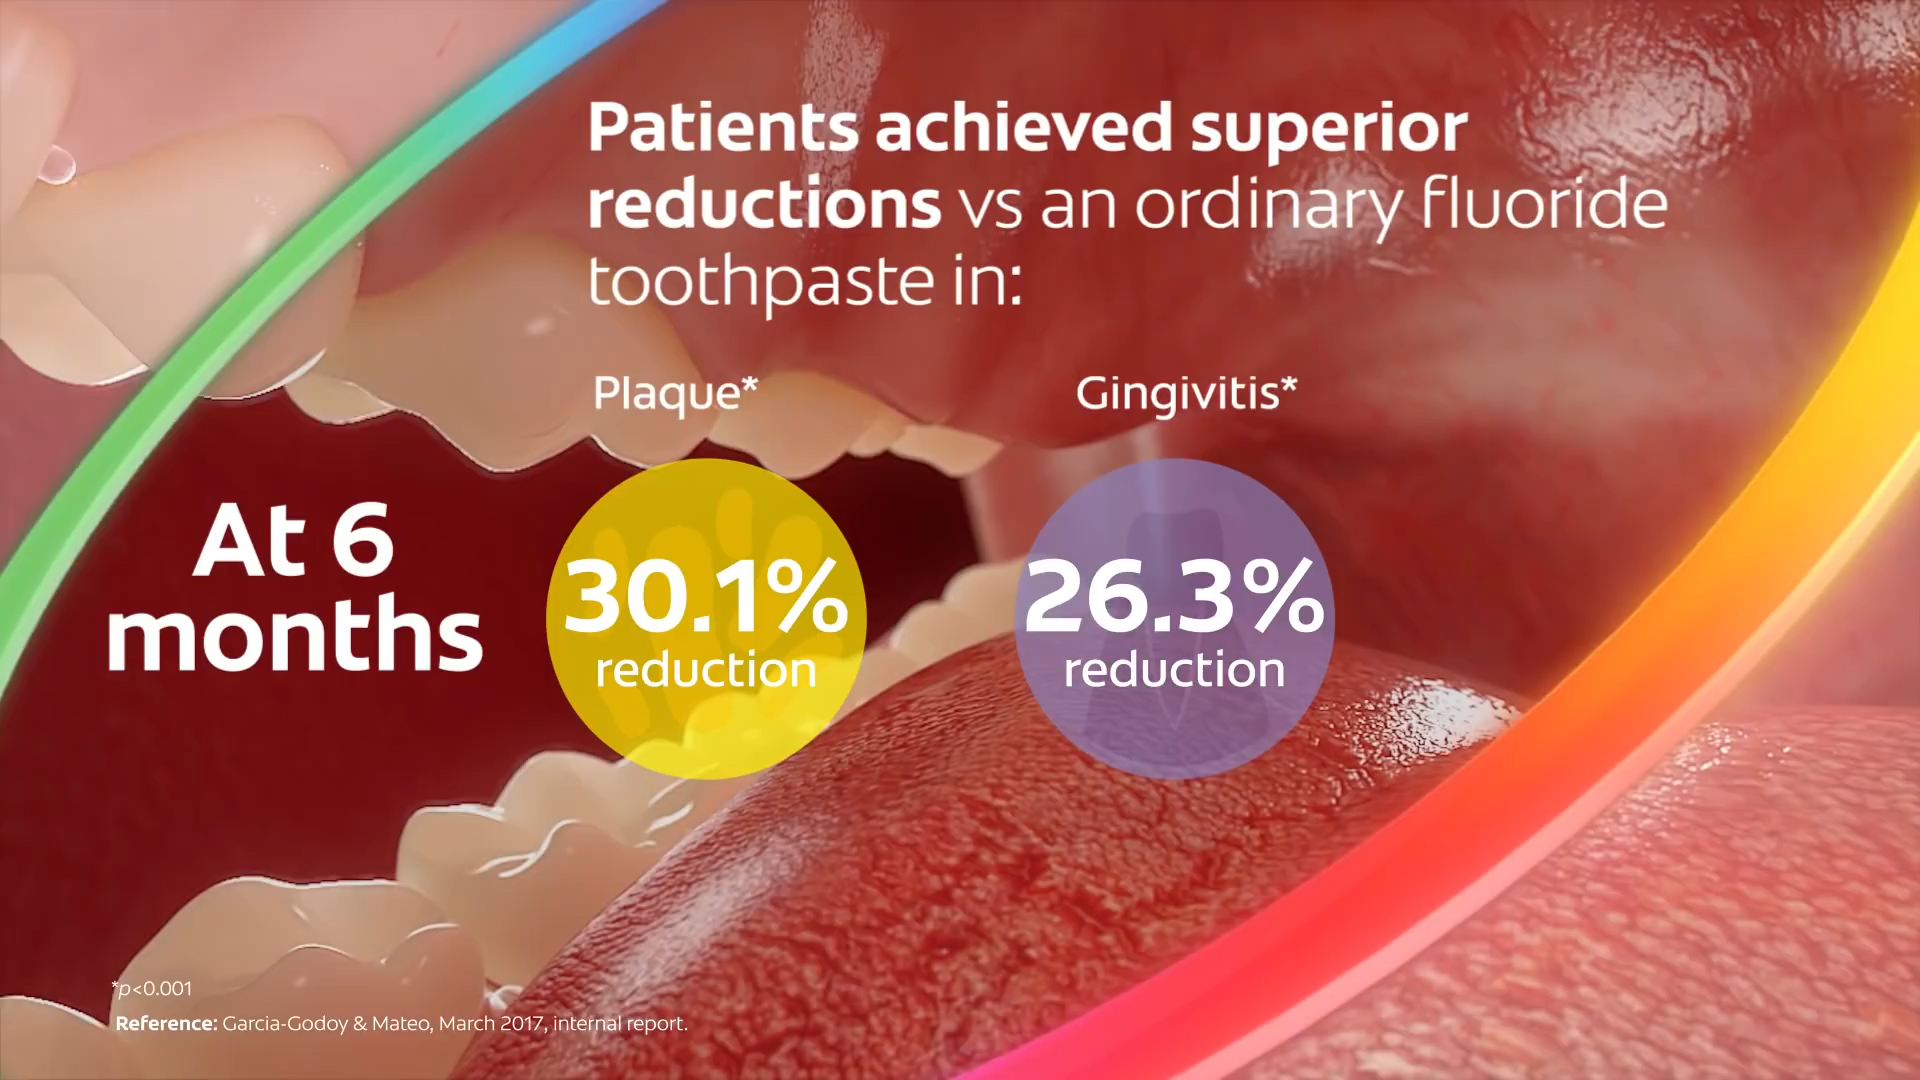 Patients achieved superior
reductions vs an ordinary fluoride
toothpaste in:
Plaque*
Gingivitis*
At 6
months
30.1%
reduction
26.3%
reduction
*p<0.001
Reference: Garcia-Godoy & Mateo, March 2017, internal report.